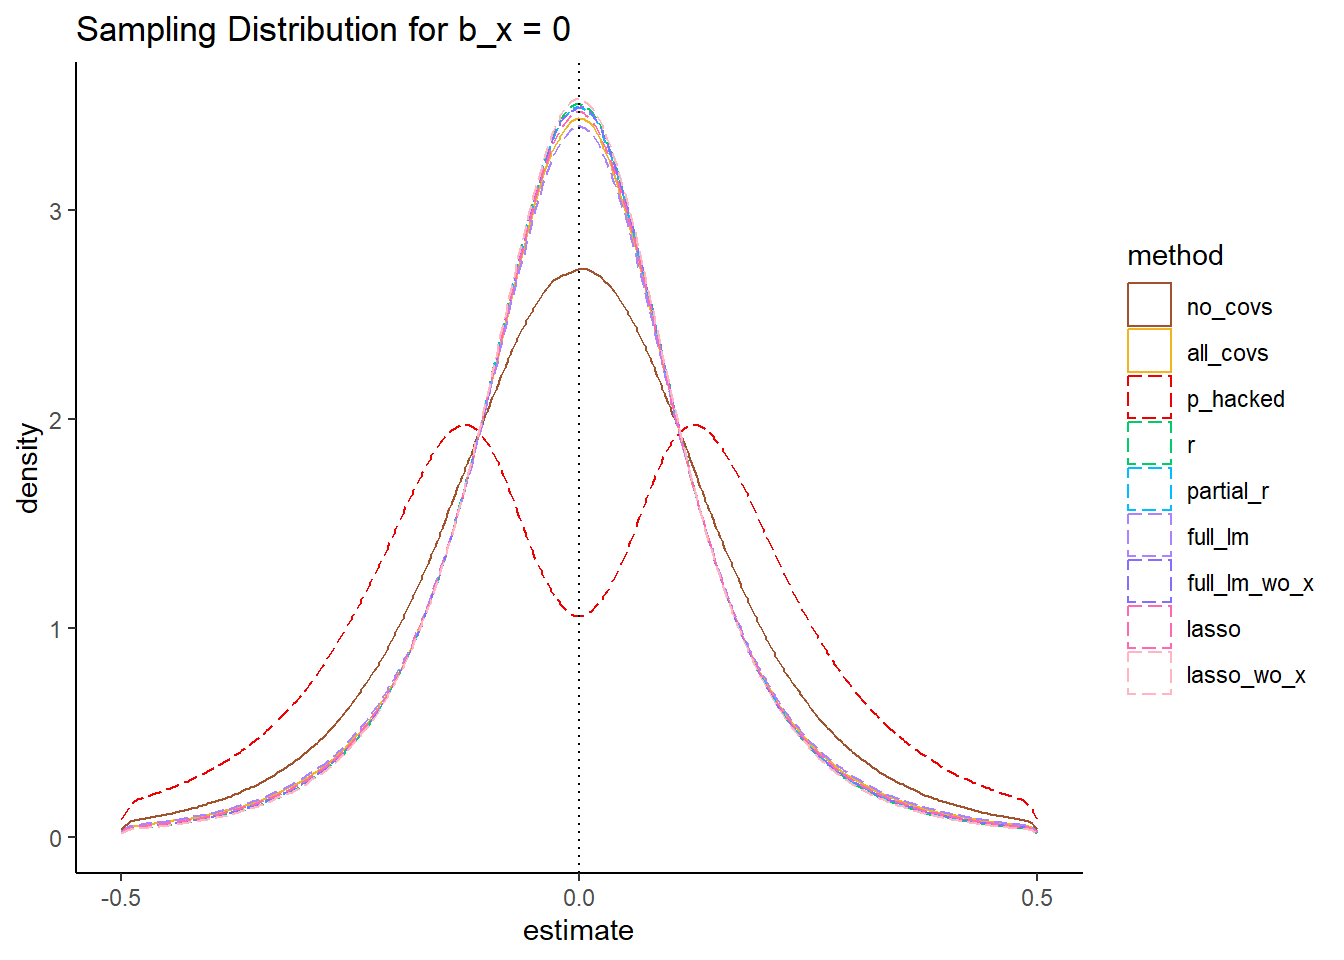 Sampling Distribution for b_x = 0
density
3
2
1
0
-0.5
0.0
0.5
estimate
method
no_covs
all_covs
p_hacked
r
partial_r
full_lm
full_lm_wo_x
lasso
lasso_wo_x